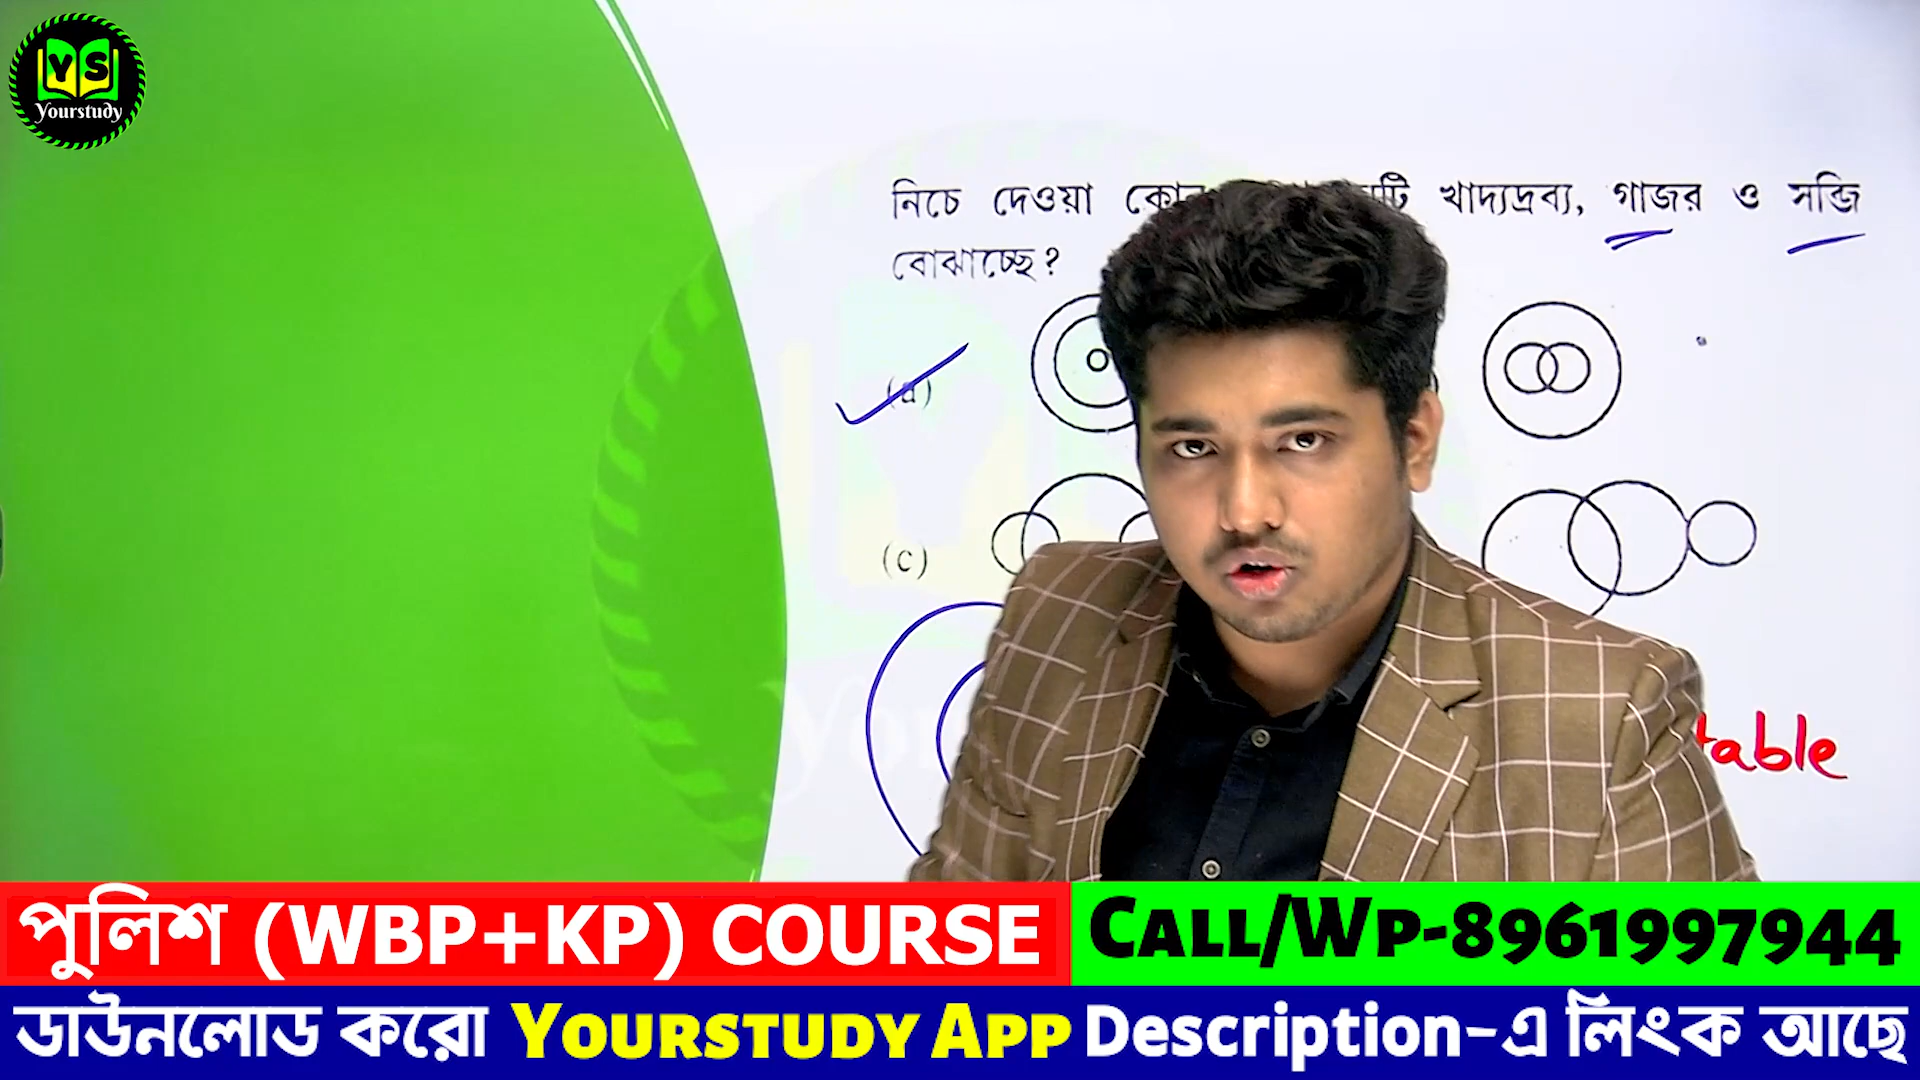 YS
Yourstudy
নিচে দেওয়া খাদ্যদ্রব্য, গাজর ও সব্জি
বোঝাচ্ছে?
(a)
(c)
table
পুলিশ (WBP+KP) COURSE
CALL/WP-8961997944
ডাউনলোড করো YOURSTUDY APP Description-এ লিংক আছে